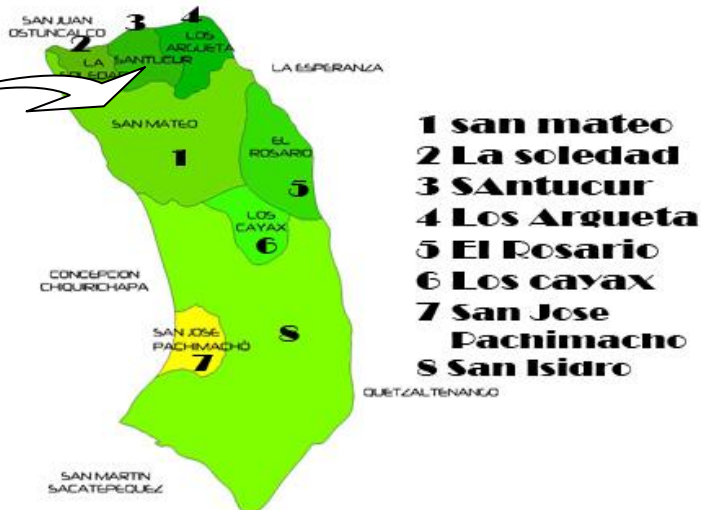 SAN JUAN
OSTUNCALCO
3
4
LOS
ARGUETA
2
LA
SOLEDAD
SANTUCUR
LA ESPERANZA
SAN MATEO
1
EL
ROSARIO
5
LOS
CAYAX
6
CONCEPCION
CHIQUIRICHAPA
SAN JOSE
PACHIMACHÓ
7
8
QUETZALTENANGO
SAN MARTIN
SACATEPEQUEZ
1 san mateo
2 La soledad
3 SAntucur
4 Los Argueta
5 El Rosario
6 Los cayax
7 San Jose
Pachimacho
8 San Isidro